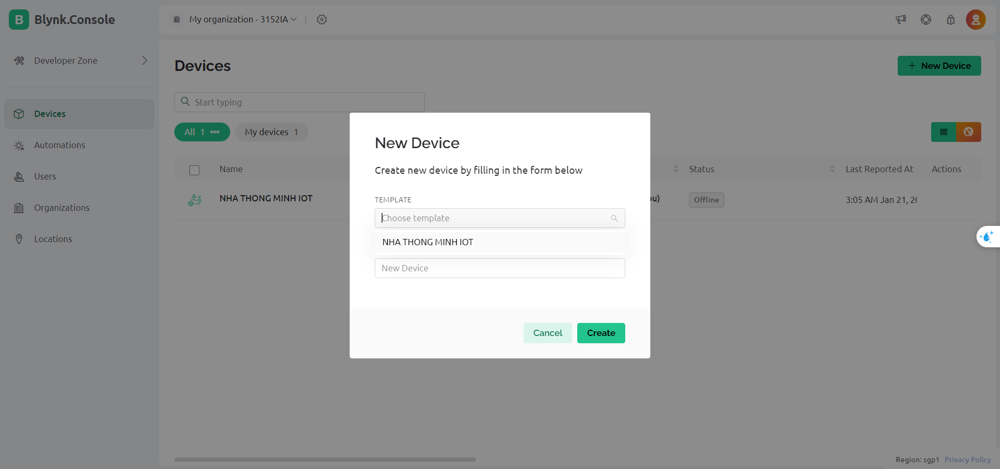 B Blynk.Console
My organization - 3152IA
Developer Zone
Devices
Automations
Users
Organizations
Locations
Devices
+ New Device
Start typing
All 1 •••
My devices 1
Name
Status
Last Reported At
Actions
NHA THONG MINH IOT
ou)
Offline
3:05 AM Jan 21, 20
New Device
Create new device by filling in the form below
TEMPLATE
Choose template
NHA THONG MINH IOT
New Device
Cancel
Create
Region: sgp1 Privacy Policy